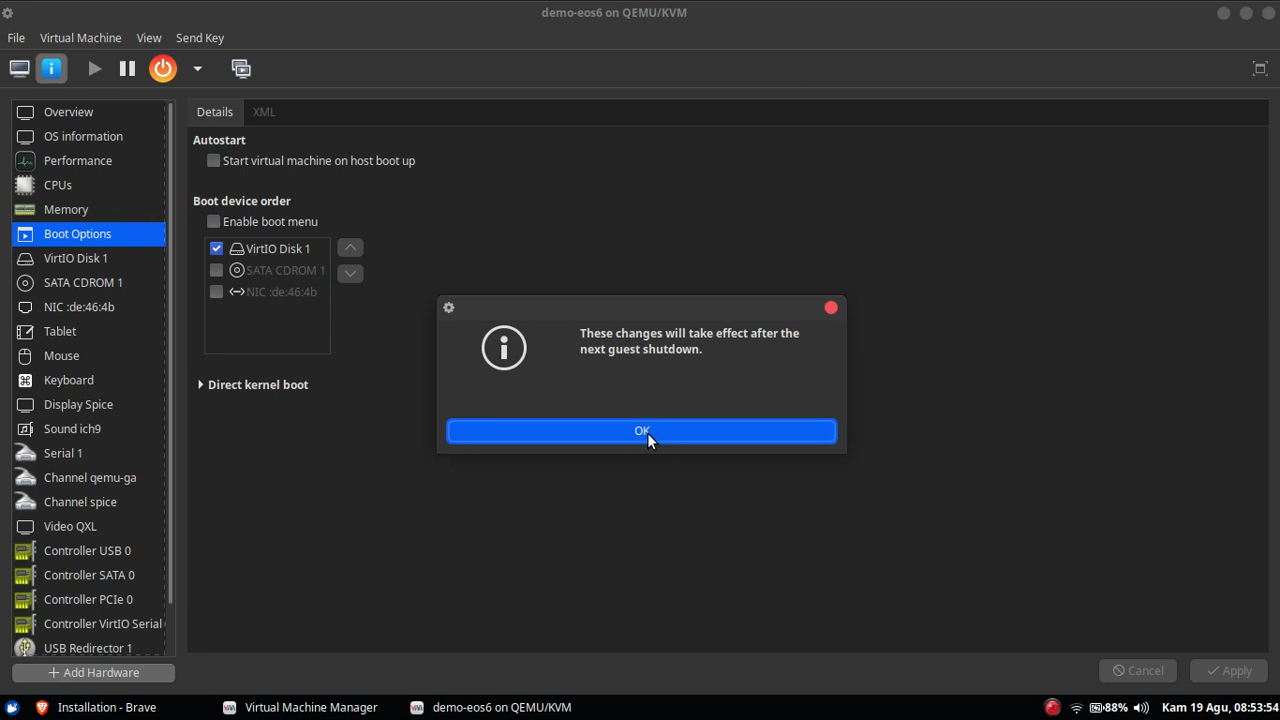 demo-eos6 on QEMU/KVM
File Virtual Machine View Send Key
Overview
OS information
Performance
CPUs
Memory
Boot Options
VirtIO Disk 1
SATA CDROM 1
NIC :de:46:4b
Tablet
Mouse
Keyboard
Display Spice
Sound ich9
Serial 1
Channel qemu-ga
Channel spice
Video QXL
Controller USB 0
Controller SATA 0
Controller PCIe 0
Controller VirtIO Serial
USB Redirector 1
Add Hardware
Details XML
Autostart
Start virtual machine on host boot up
Boot device order
Enable boot menu
VirtIO Disk 1
SATA CDROM 1
NIC :de:46:4b
Direct kernel boot
These changes will take effect after the
next guest shutdown.
OK
Cancel Apply
Installation - Brave Virtual Machine Manager demo-eos6 on QEMU/KVM 88% Kam 19 Agu, 08:53:54